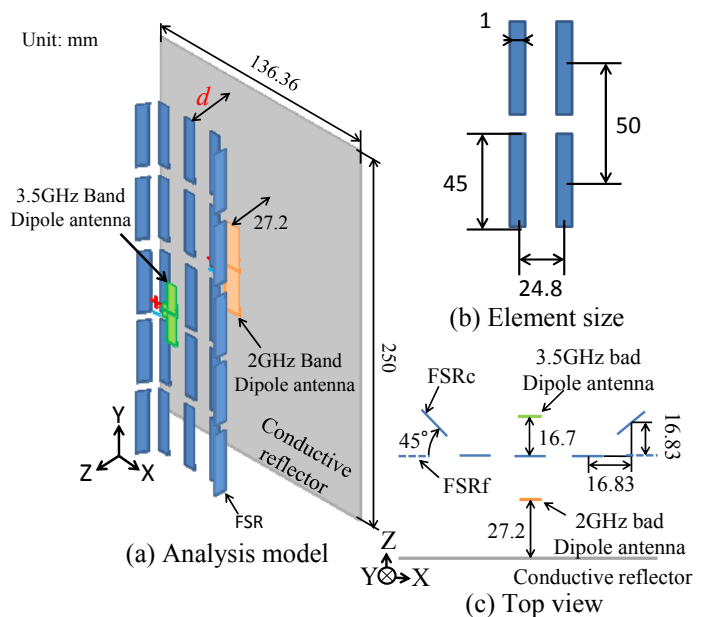 Unit: mm
136.36
d
3.5GHz Band
Dipole antenna
27.2
2GHz Band
Dipole antenna
250
Conductive
reflector
FSR
Y
Z
X
(a) Analysis model
1
50
45
24.8
(b) Element size
3.5GHz bad
Dipole antenna
FSRc
45°
16.7
16.83
16.83
FSRf
27.2
2GHz bad
Dipole antenna
Z
Y
X
Conductive reflector
(c) Top view